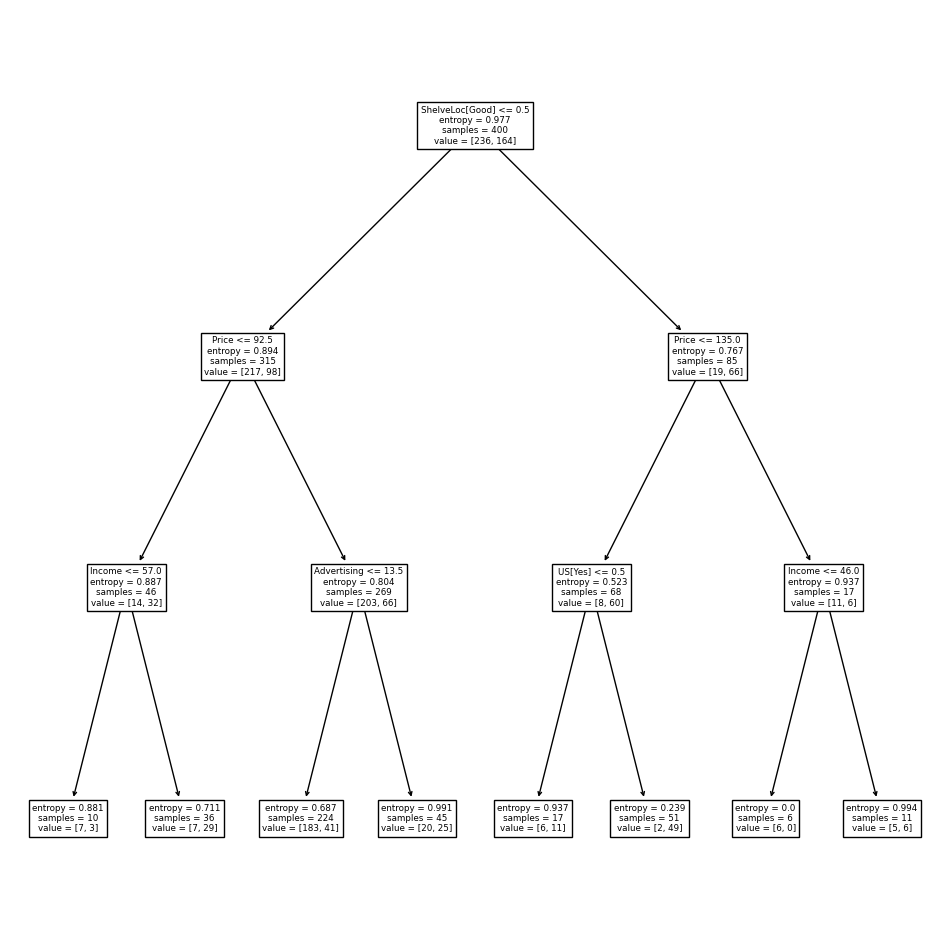 ShelveLoc[Good] <= 0.5
entropy = 0.977
samples = 400
value = [236, 164]
Price <= 92.5
entropy = 0.894
samples = 315
value = [217, 98]
Price <= 135.0
entropy = 0.767
samples = 85
value = [19, 66]
Income <= 57.0
entropy = 0.887
samples = 46
value = [14, 32]
Advertising <= 13.5
entropy = 0.804
samples = 269
value = [203, 66]
US[Yes] <= 0.5
entropy = 0.523
samples = 68
value = [8, 60]
Income <= 46.0
entropy = 0.937
samples = 17
value = [11, 6]
entropy = 0.881
samples = 10
value = [7, 3]
entropy = 0.711
samples = 36
value = [7, 29]
entropy = 0.687
samples = 224
value = [183, 41]
entropy = 0.991
samples = 45
value = [20, 25]
entropy = 0.937
samples = 17
value = [6, 11]
entropy = 0.239
samples = 51
value = [2, 49]
entropy = 0.0
samples = 6
value = [6, 0]
entropy = 0.994
samples = 11
value = [5, 6]